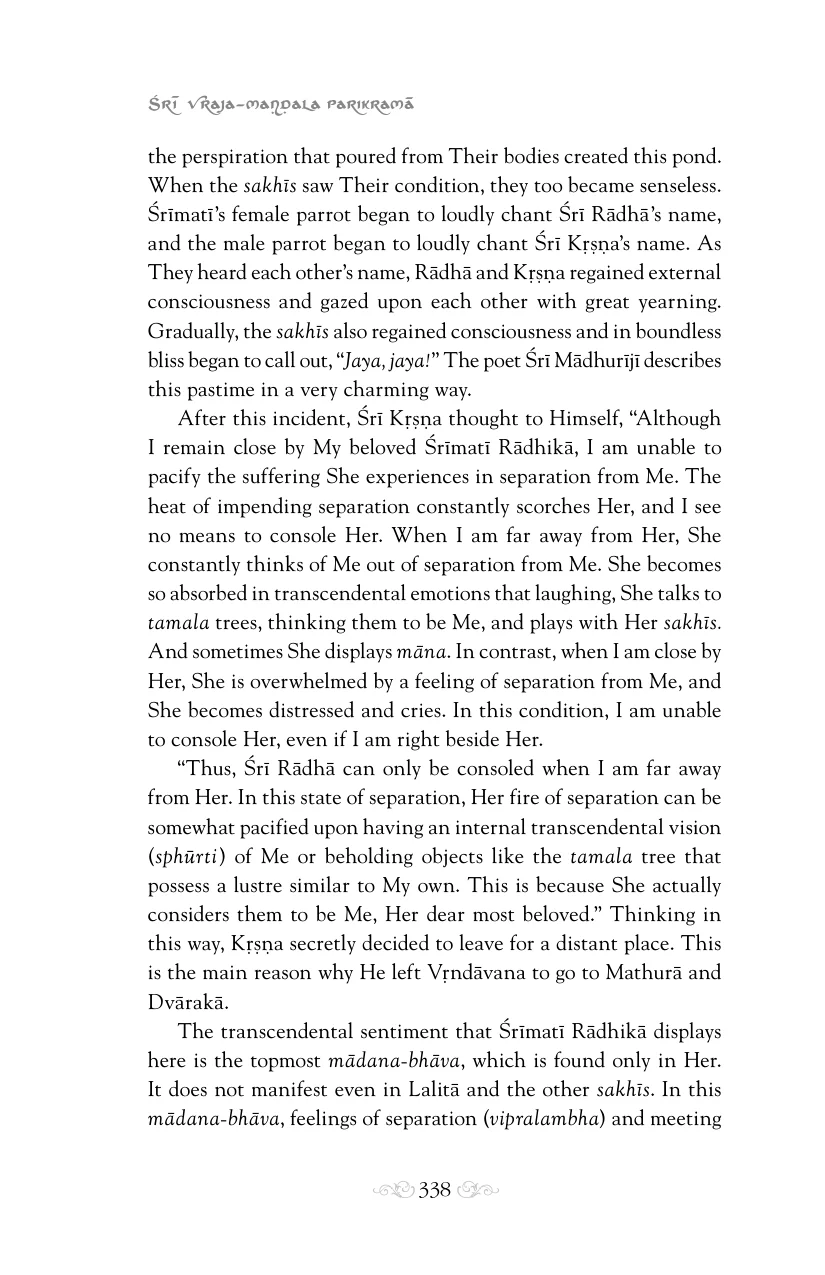 Śrī Vraja-maṇḍala Parikramā
the perspiration that poured from Their bodies created this pond.
When the sakhīs saw Their condition, they too became senseless.
Śrīmatī’s female parrot began to loudly chant Śrī Rādhā’s name,
and the male parrot began to loudly chant Śrī Kṛṣṇa’s name. As
They heard each other’s name, Rādhā and Kṛṣṇa regained external
consciousness and gazed upon each other with great yearning.
Gradually, the sakhīs also regained consciousness and in boundless
bliss began to call out, “Jaya, jaya!” The poet Śrī Mādhurījī describes
this pastime in a very charming way.
After this incident, Śrī Kṛṣṇa thought to Himself, “Although
I remain close by My beloved Śrīmatī Rādhikā, I am unable to
pacify the suffering She experiences in separation from Me. The
heat of impending separation constantly scorches Her, and I see
no means to console Her. When I am far away from Her, She
constantly thinks of Me out of separation from Me. She becomes
so absorbed in transcendental emotions that laughing, She talks to
tamala trees, thinking them to be Me, and plays with Her sakhīs.
And sometimes She displays māna. In contrast, when I am close by
Her, She is overwhelmed by a feeling of separation from Me, and
She becomes distressed and cries. In this condition, I am unable
to console Her, even if I am right beside Her.
“Thus, Śrī Rādhā can only be consoled when I am far away
from Her. In this state of separation, Her fire of separation can be
somewhat pacified upon having an internal transcendental vision
(sphūrti) of Me or beholding objects like the tamala tree that
possess a lustre similar to My own. This is because She actually
considers them to be Me, Her dear most beloved.” Thinking in
this way, Kṛṣṇa secretly decided to leave for a distant place. This
is the main reason why He left Vṛndāvana to go to Mathurā and
Dvārakā.
The transcendental sentiment that Śrīmatī Rādhikā displays
here is the topmost mādana-bhāva, which is found only in Her.
It does not manifest even in Lalitā and the other sakhīs. In this
mādana-bhāva, feelings of separation (vipralambha) and meeting
338